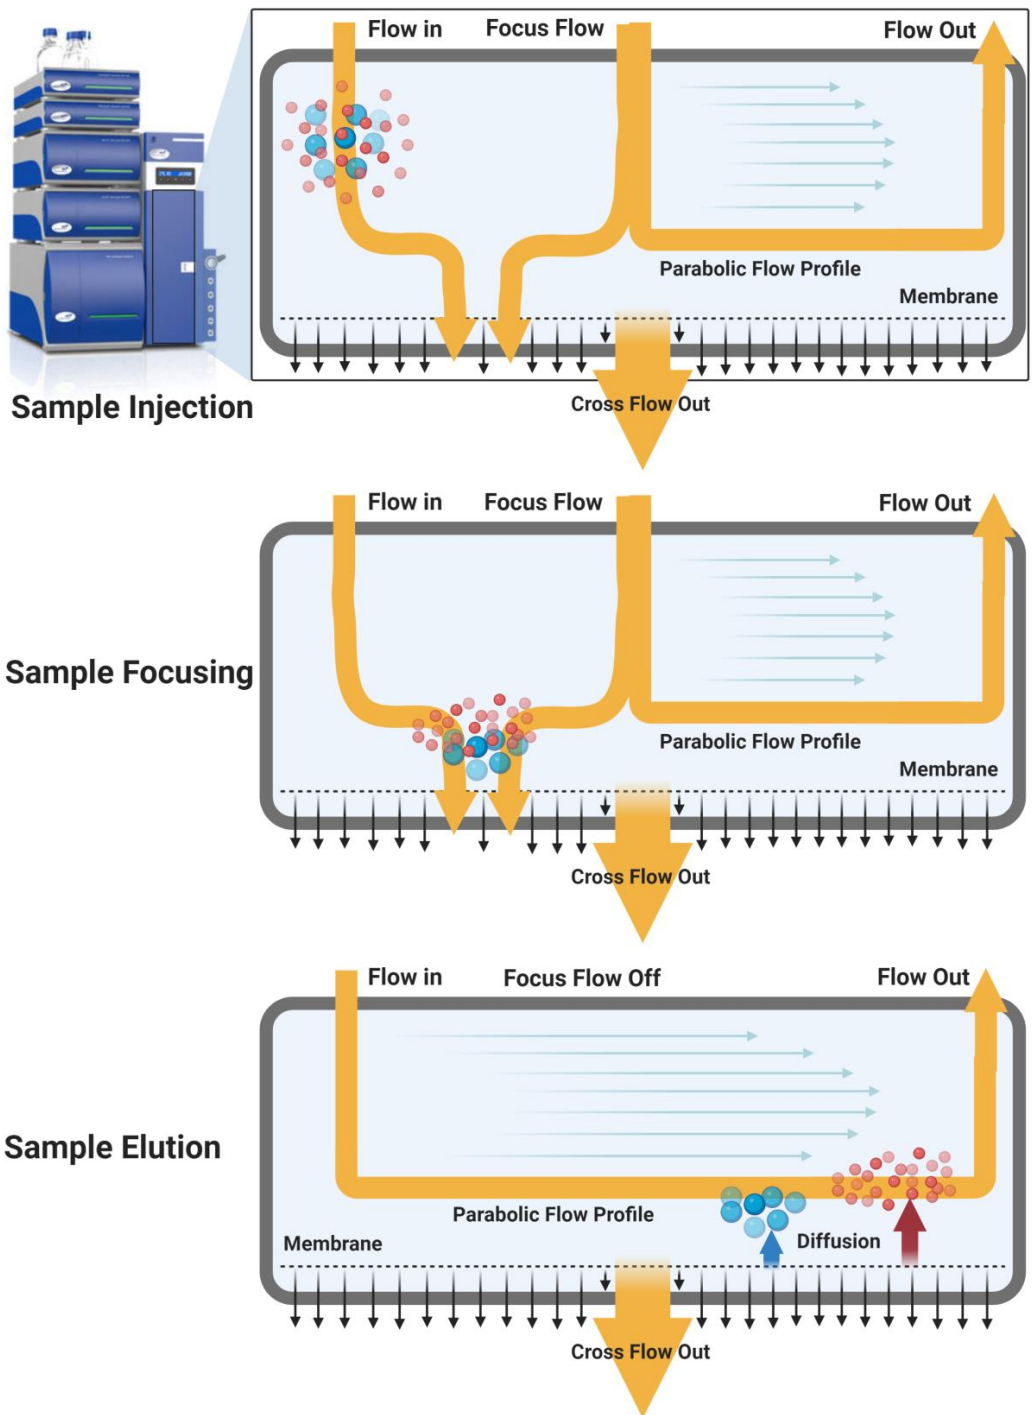 Flow in
Focus Flow
Flow Out
Parabolic Flow Profile
Membrane
Cross Flow Out
Sample Injection
Flow in
Focus Flow
Flow Out
Sample Focusing
Parabolic Flow Profile
Membrane
Cross Flow Out
Flow in
Focus Flow Off
Flow Out
Sample Elution
Parabolic Flow Profile
Membrane
Diffusion
Cross Flow Out